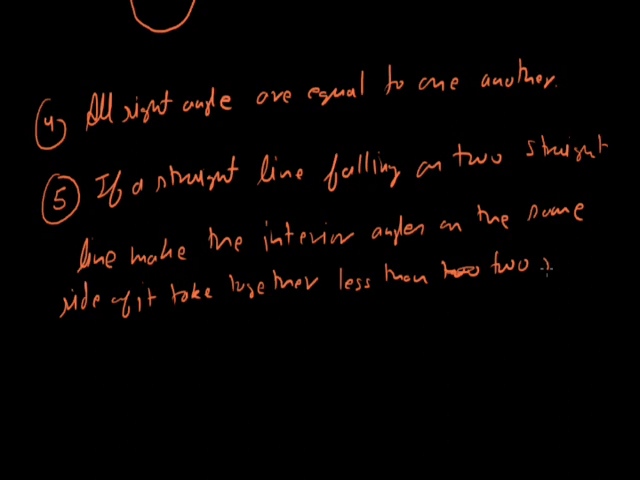 (4) All right angle are equal to one another.
(5) If a straight line falling on two straight
line make the interior angles on the same
side of it take together less than two